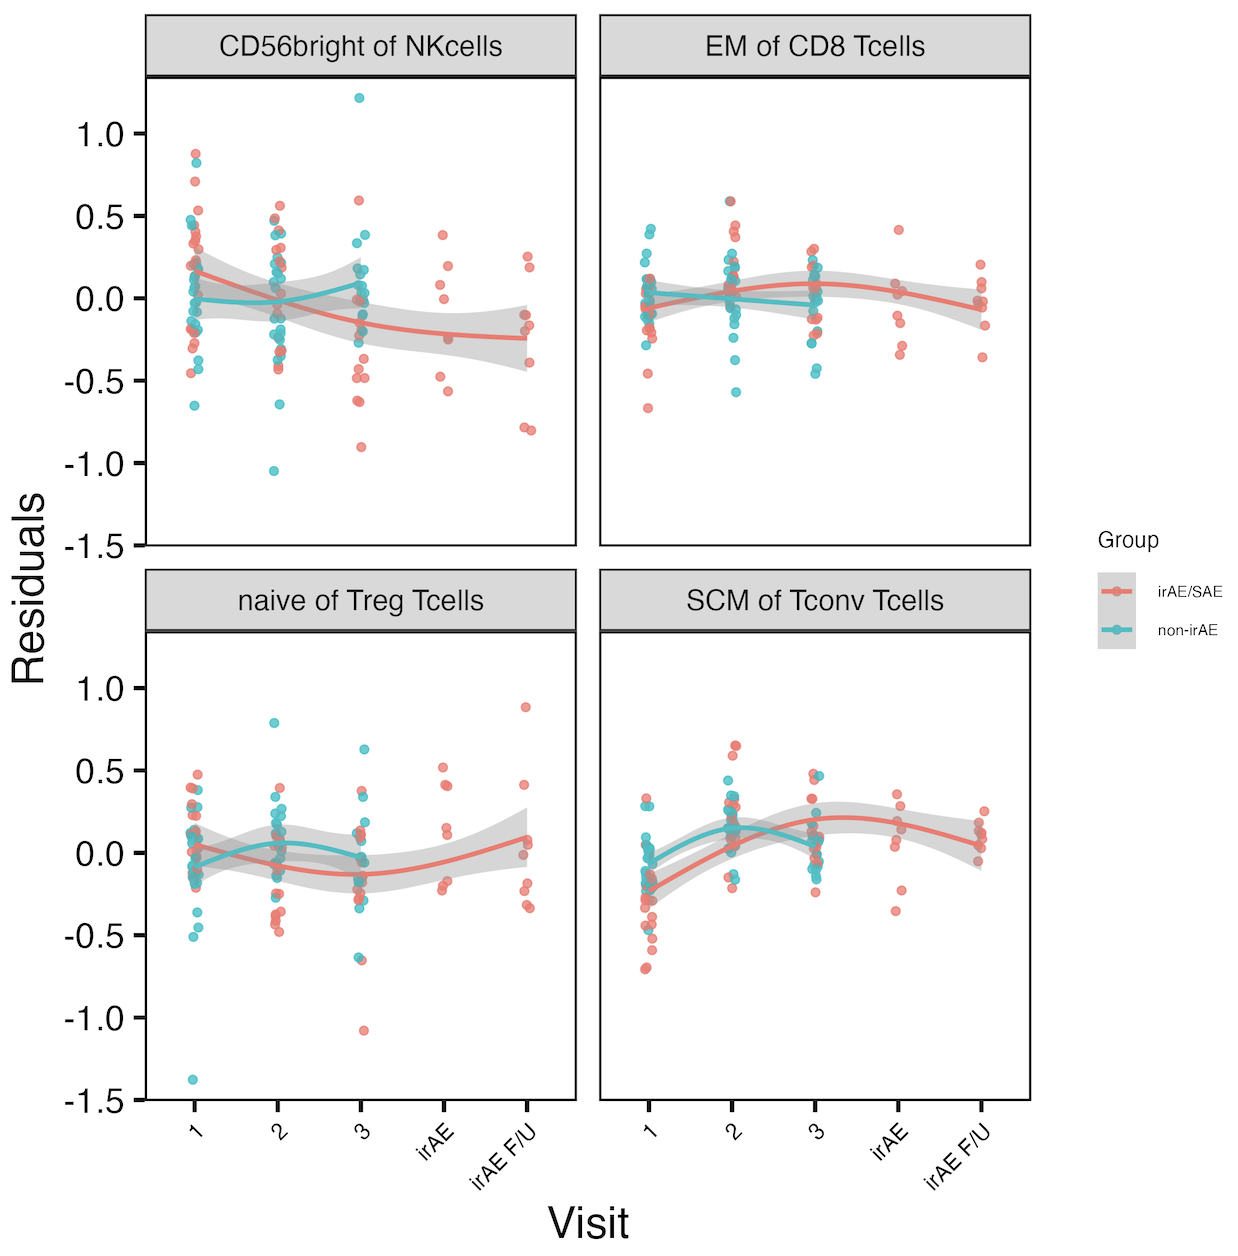 CD56bright of NKcells
EM of CD8 Tcells
1.0
0.5
0.0
-0.5
-1.0
-1.5
naive of Treg Tcells
SCM of Tconv Tcells
1.0
0.5
0.0
-0.5
-1.0
-1.5
1
2
3
irAE
irAE F/U
1
2
3
irAE
irAE F/U
Visit
Residuals
Group
irAE/SAE
non-irAE